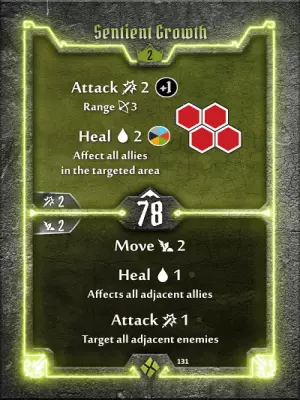 Sentient Growth
2
Attack 2 +1
Range 3
Heal 2
Affect all allies
in the targeted area
2
78
2
Move 2
Heal 1
Affects all adjacent allies
Attack 1
Target all adjacent enemies
131